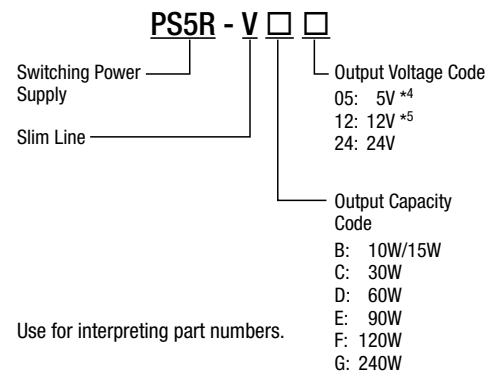 PS5R - V □ □
Switching Power
Supply
Slim Line
Output Voltage Code
05: 5V *4
12: 12V *5
24: 24V
Output Capacity
Code
B: 10W/15W
C: 30W
D: 60W
E: 90W
F: 120W
G: 240W
Use for interpreting part numbers.